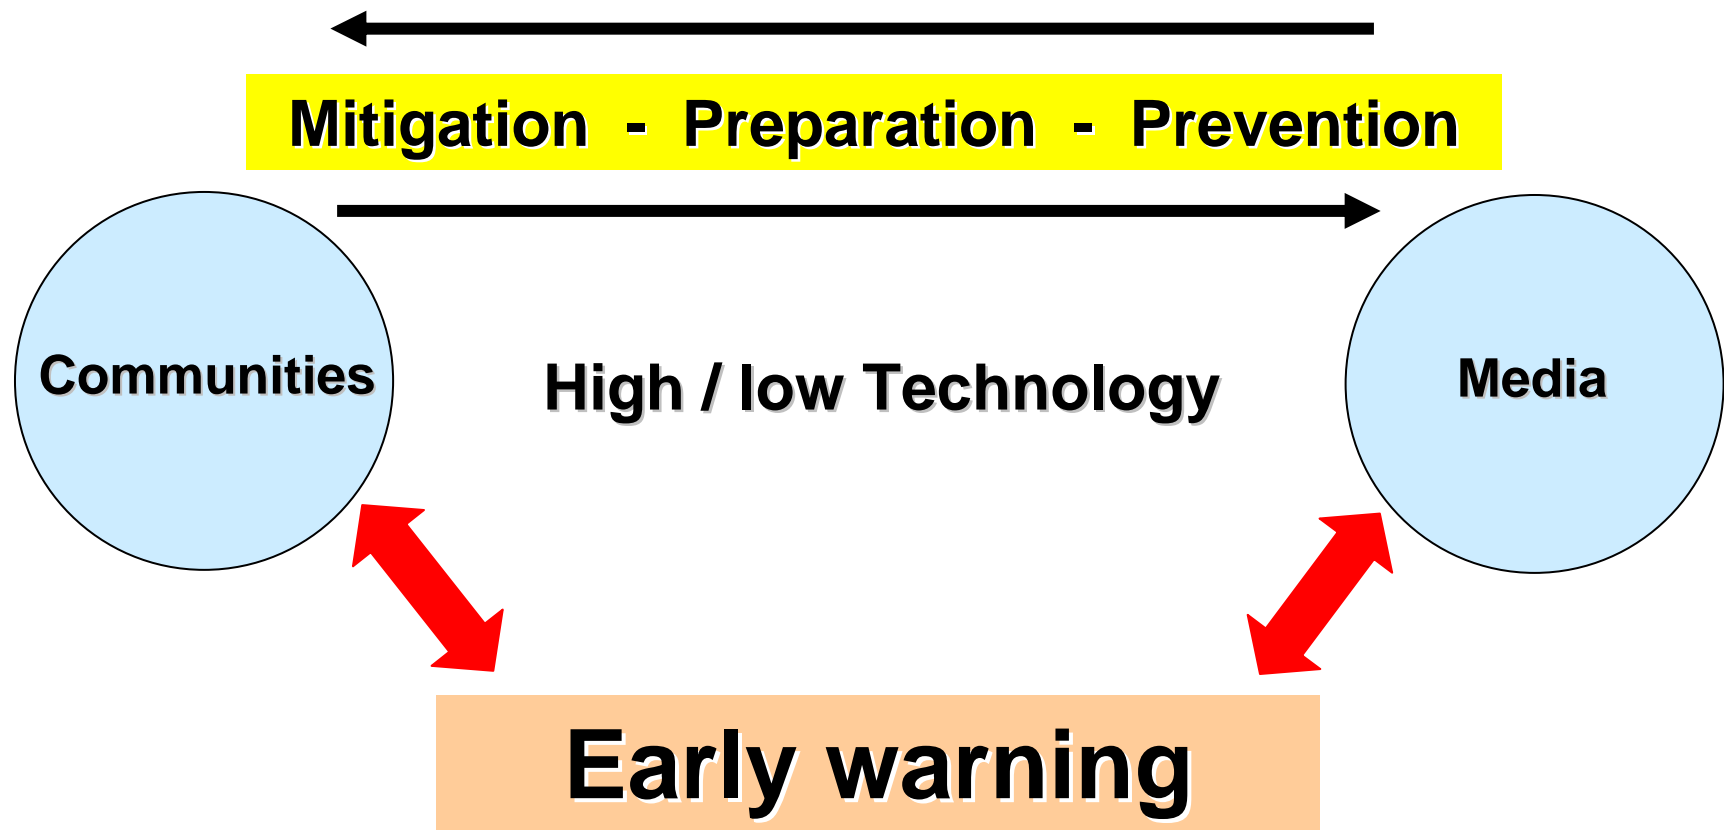 Mitigation - Preparation - Prevention
Communities
High / low Technology
Media
Early warning